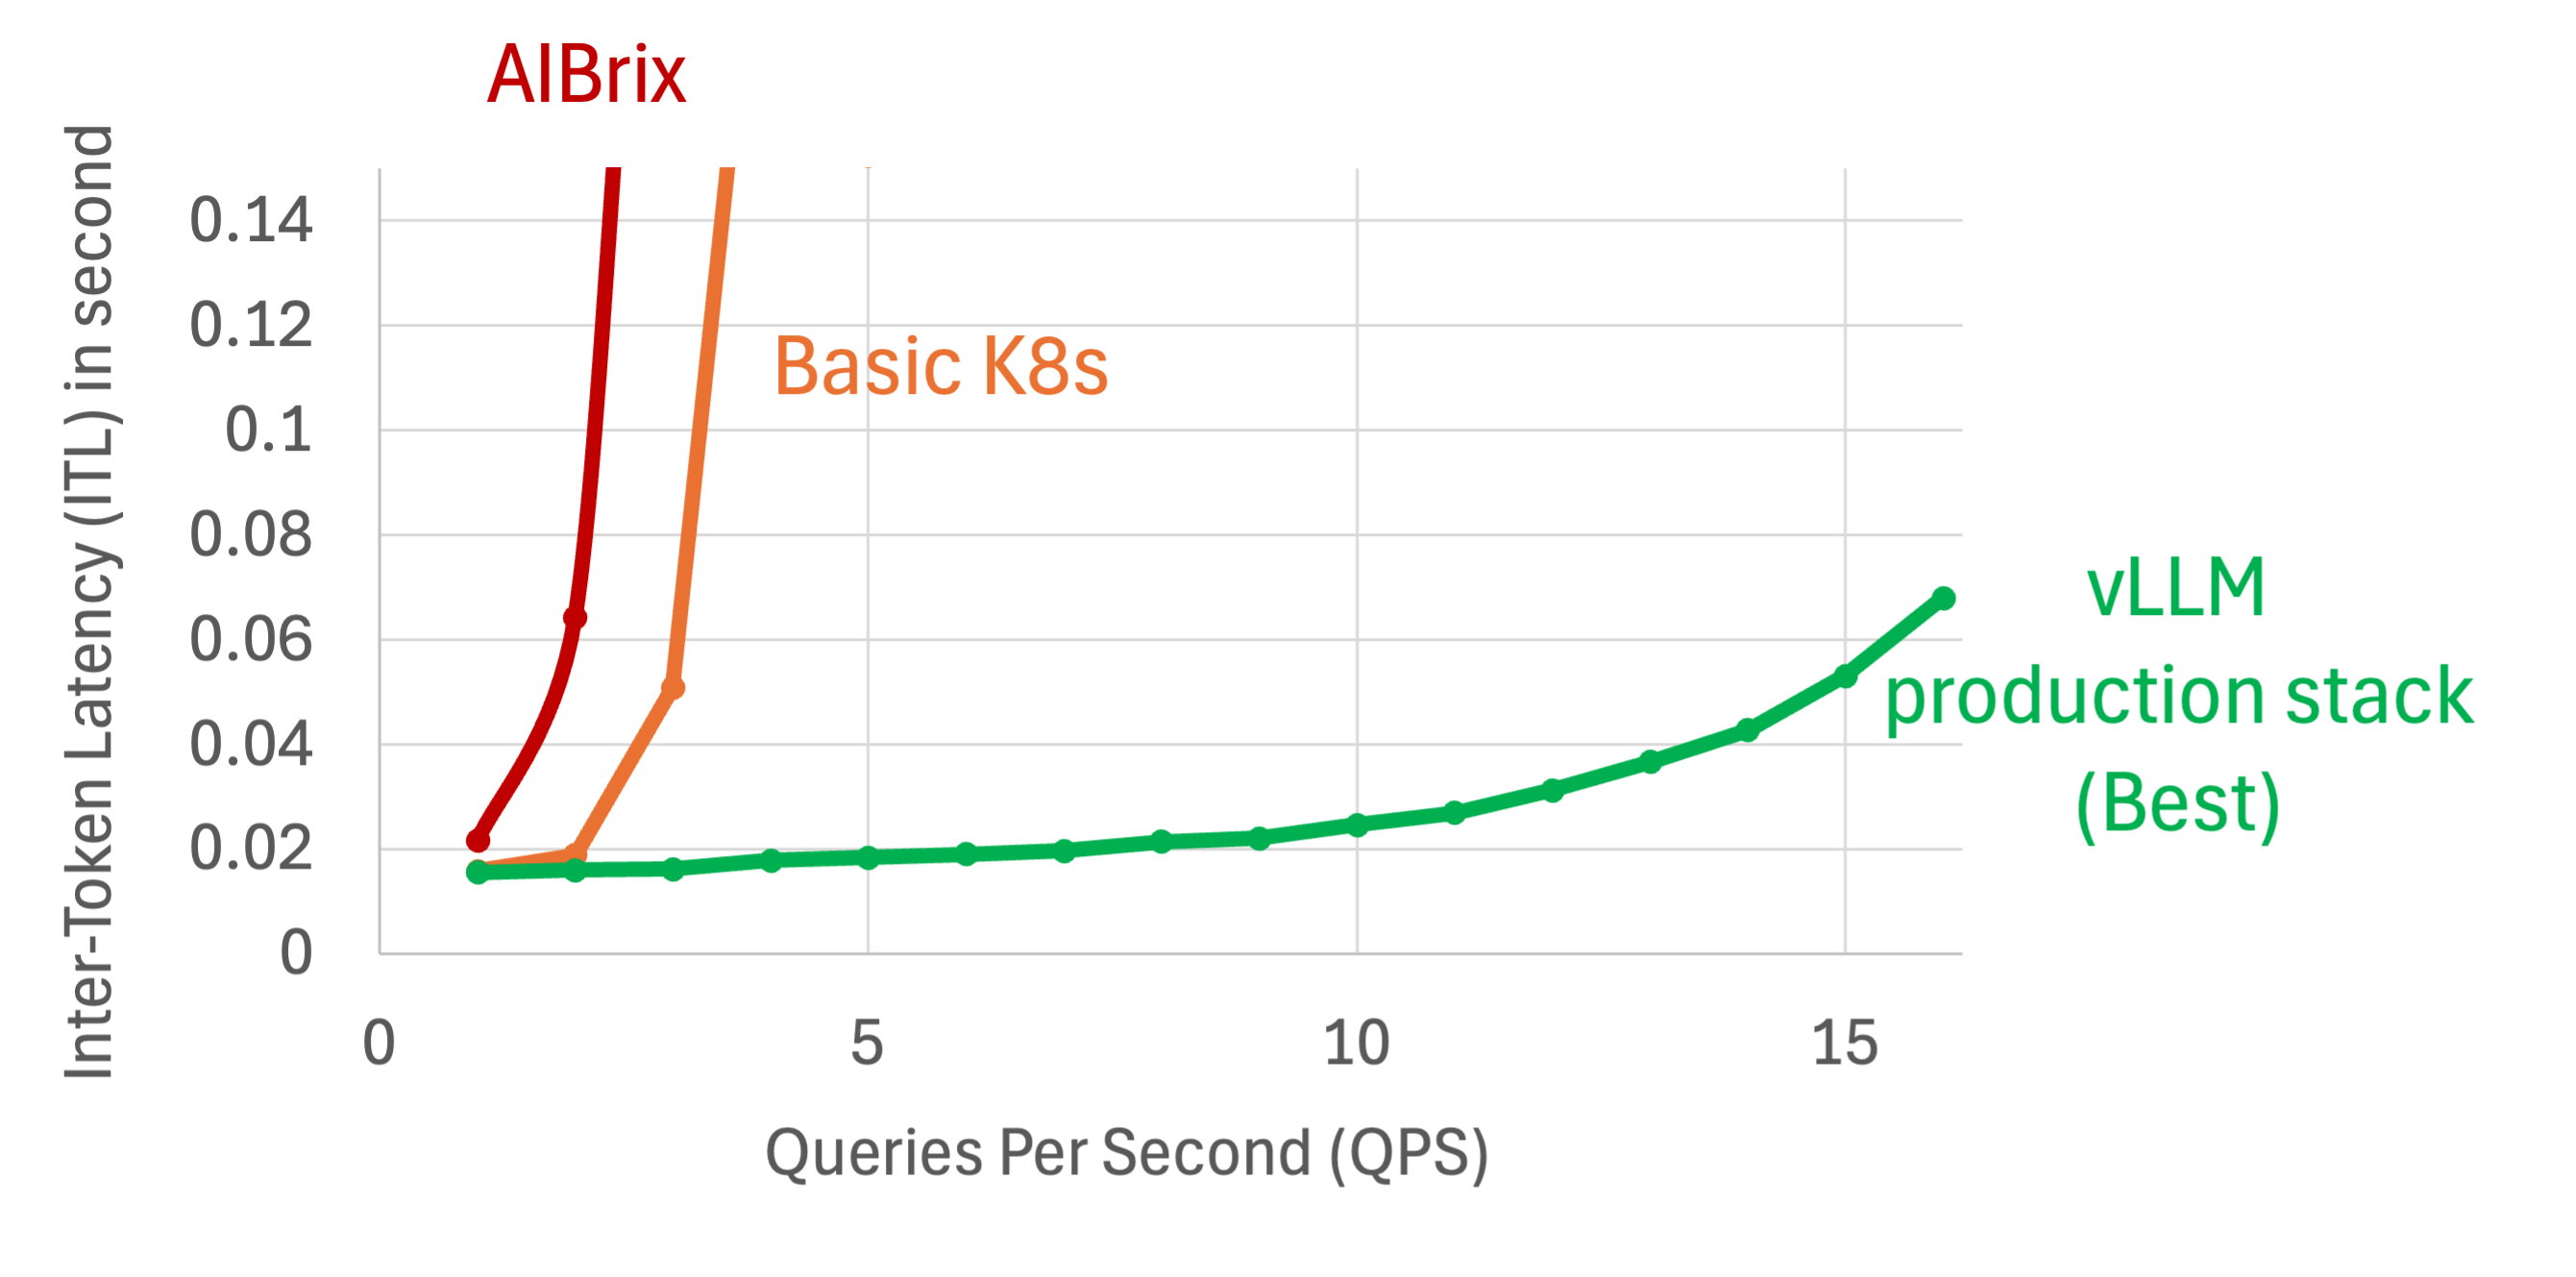 AIBrix
Inter-Token Latency (ITL) in second
0.14
0.12
0.1
0.08
0.06
0.04
0.02
0
Basic K8s
vLLM
production stack
(Best)
0 5 10 15
Queries Per Second (QPS)